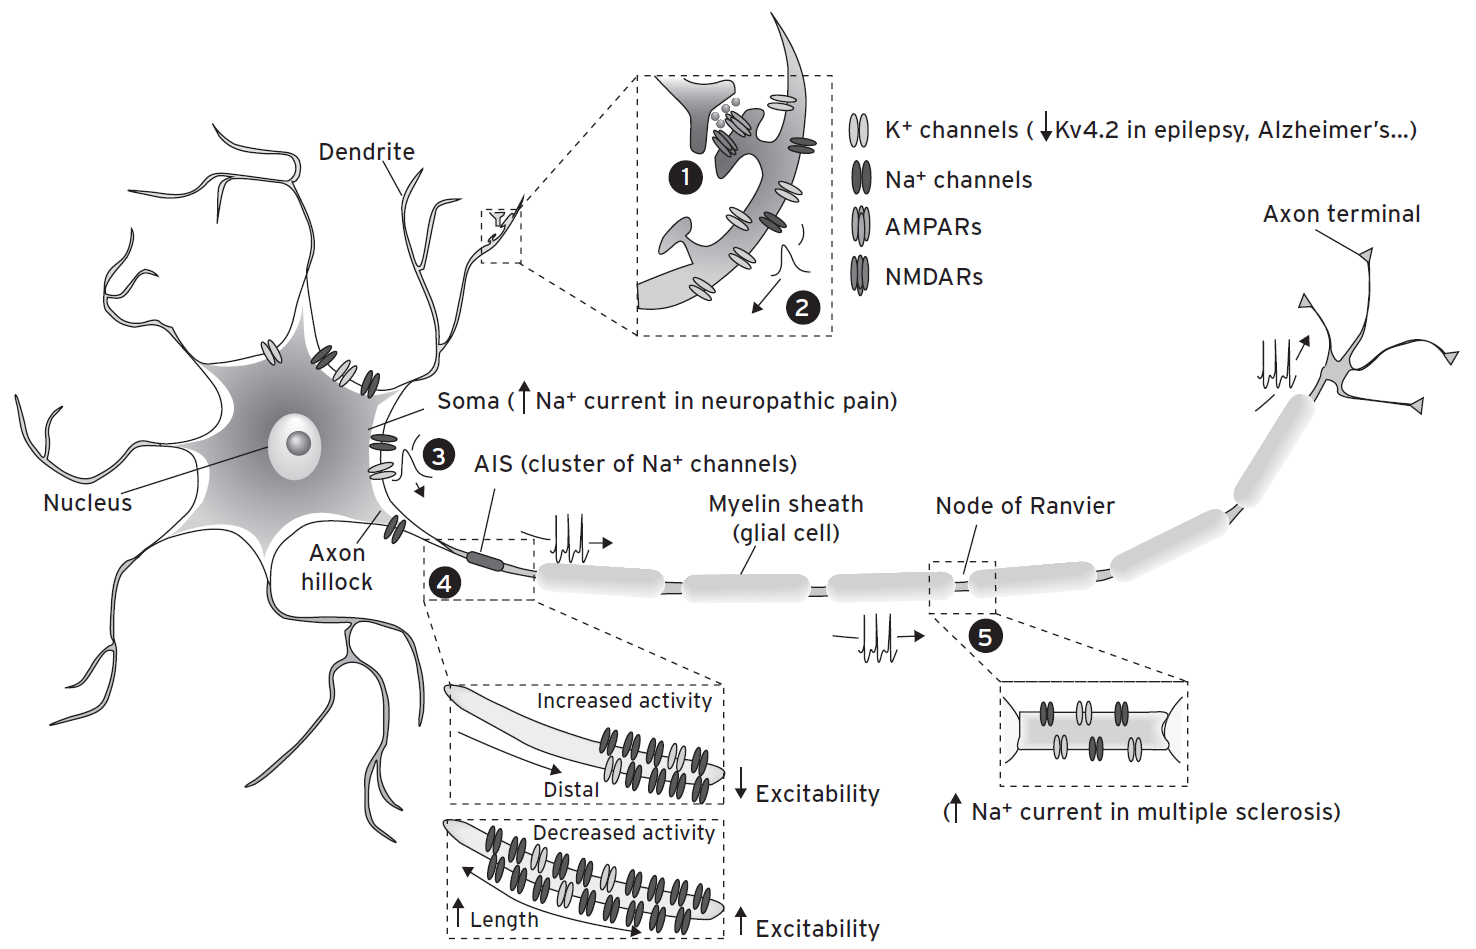 Dendrite
1
2
K+ channels (↓Kv4.2 in epilepsy, Alzheimer's...)
Na+ channels
AMPARs
NMDARs
Axon terminal
Soma (↑Na+ current in neuropathic pain)
3
AIS (cluster of Na+ channels)
Nucleus
Myelin sheath
(glial cell)
Node of Ranvier
Axon
hillock
4
5
Increased activity
Distal
↓ Excitability
Decreased activity
↑ Length
↑ Excitability
(↑ Na+ current in multiple sclerosis)